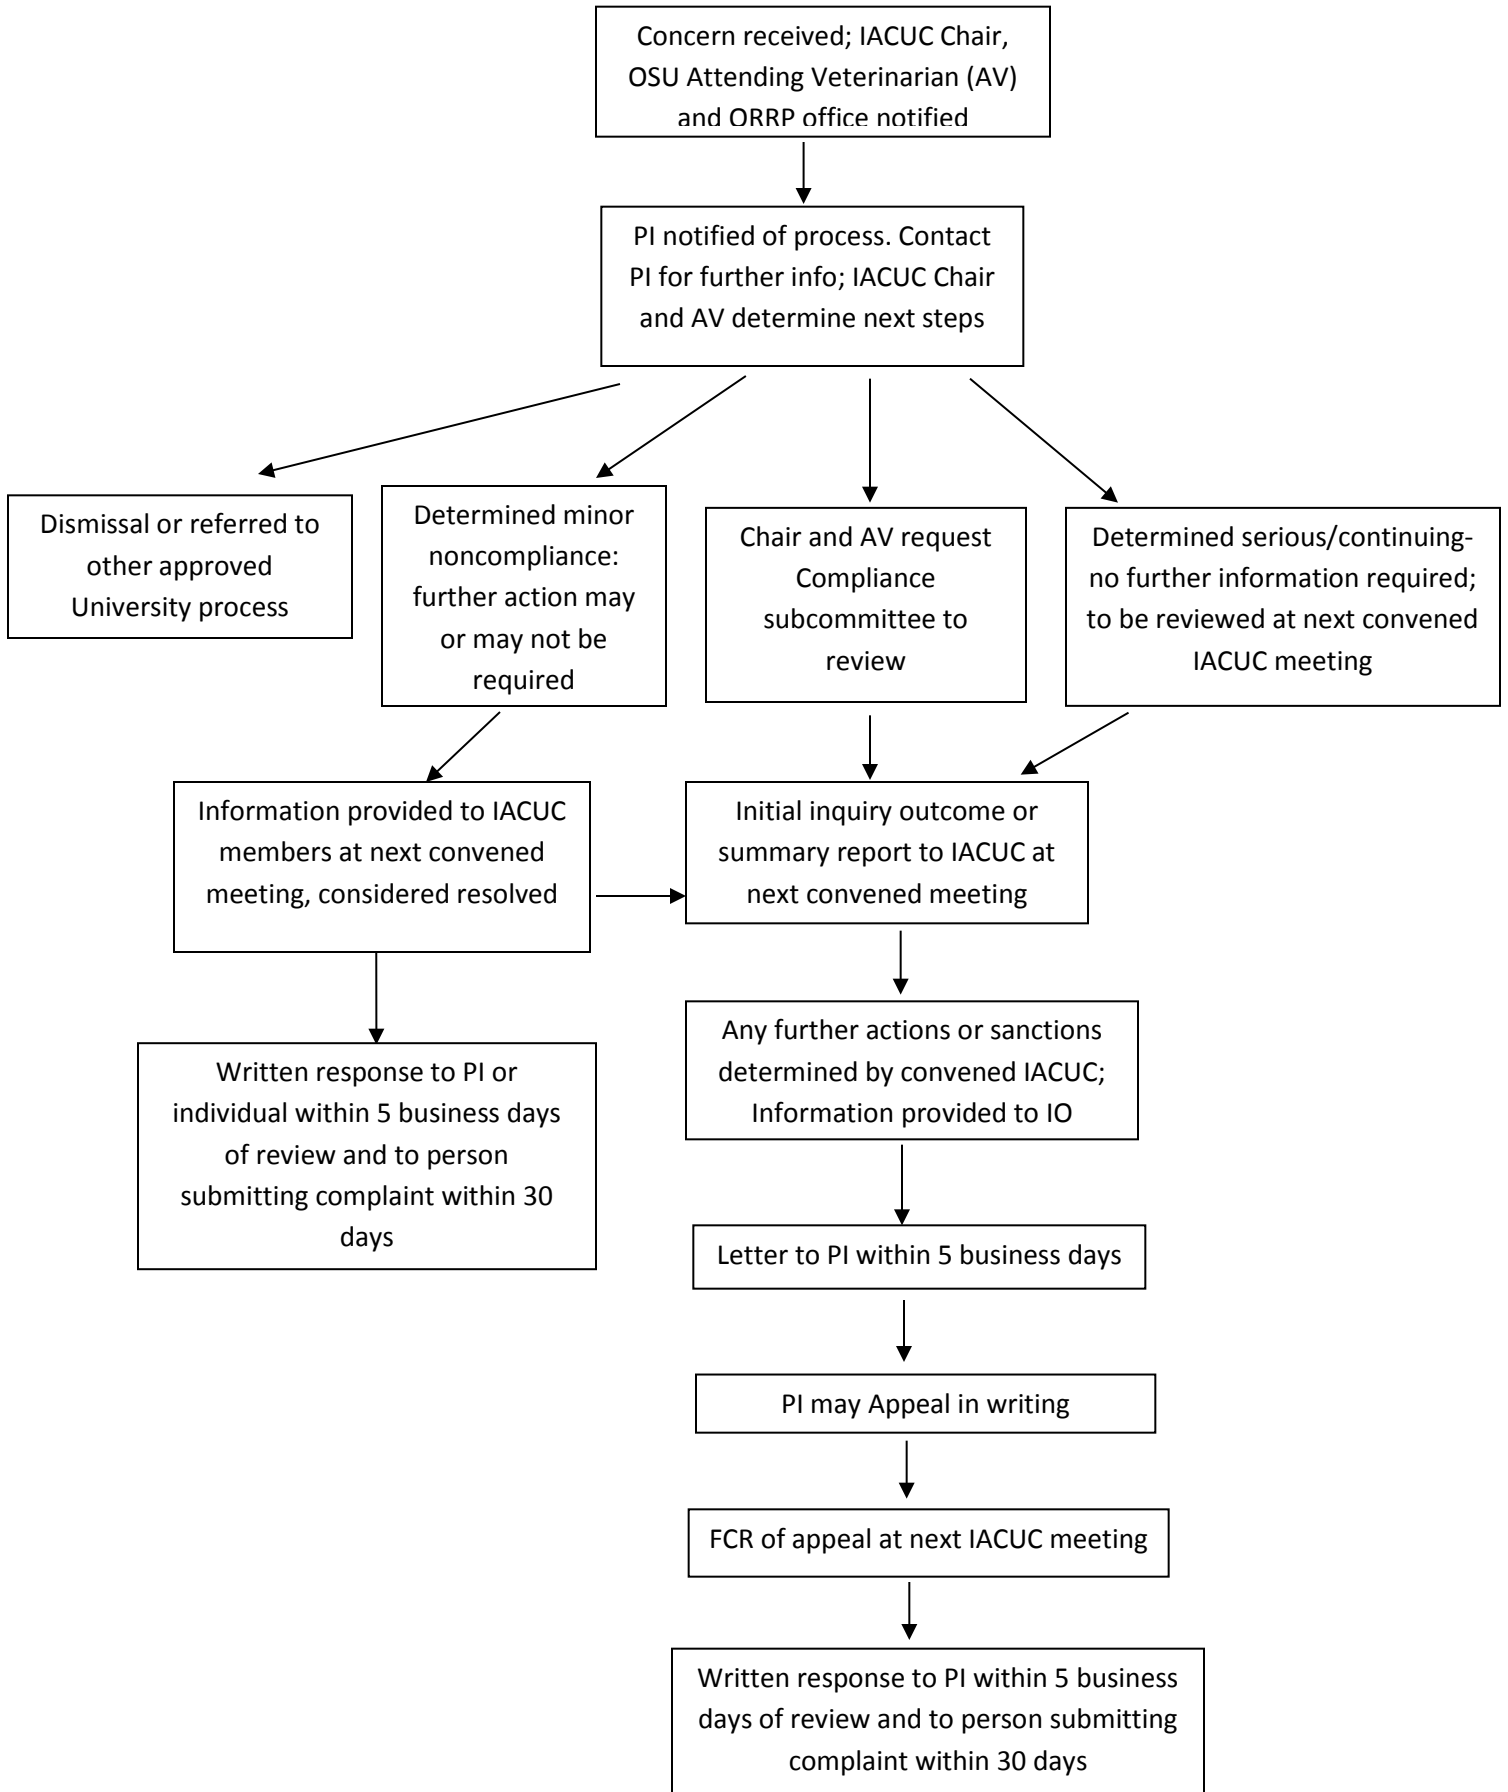 Concern received; IACUC Chair,
OSU Attending Veterinarian (AV)
and ORRP office notified
PI notified of process. Contact
PI for further info; IACUC Chair
and AV determine next steps
Dismissal or referred to
other approved
University process
Determined minor
noncompliance:
further action may
or may not be
required
Chair and AV request
Compliance
subcommittee to
review
Determined serious/continuing-
no further information required;
to be reviewed at next convened
IACUC meeting
Information provided to IACUC
members at next convened
meeting, considered resolved
Initial inquiry outcome or
summary report to IACUC at
next convened meeting
Written response to PI or
individual within 5 business days
of review and to person
submitting complaint within 30
days
Any further actions or sanctions
determined by convened IACUC;
Information provided to IO
Letter to PI within 5 business days
PI may Appeal in writing
FCR of appeal at next IACUC meeting
Written response to PI within 5 business
days of review and to person submitting
complaint within 30 days